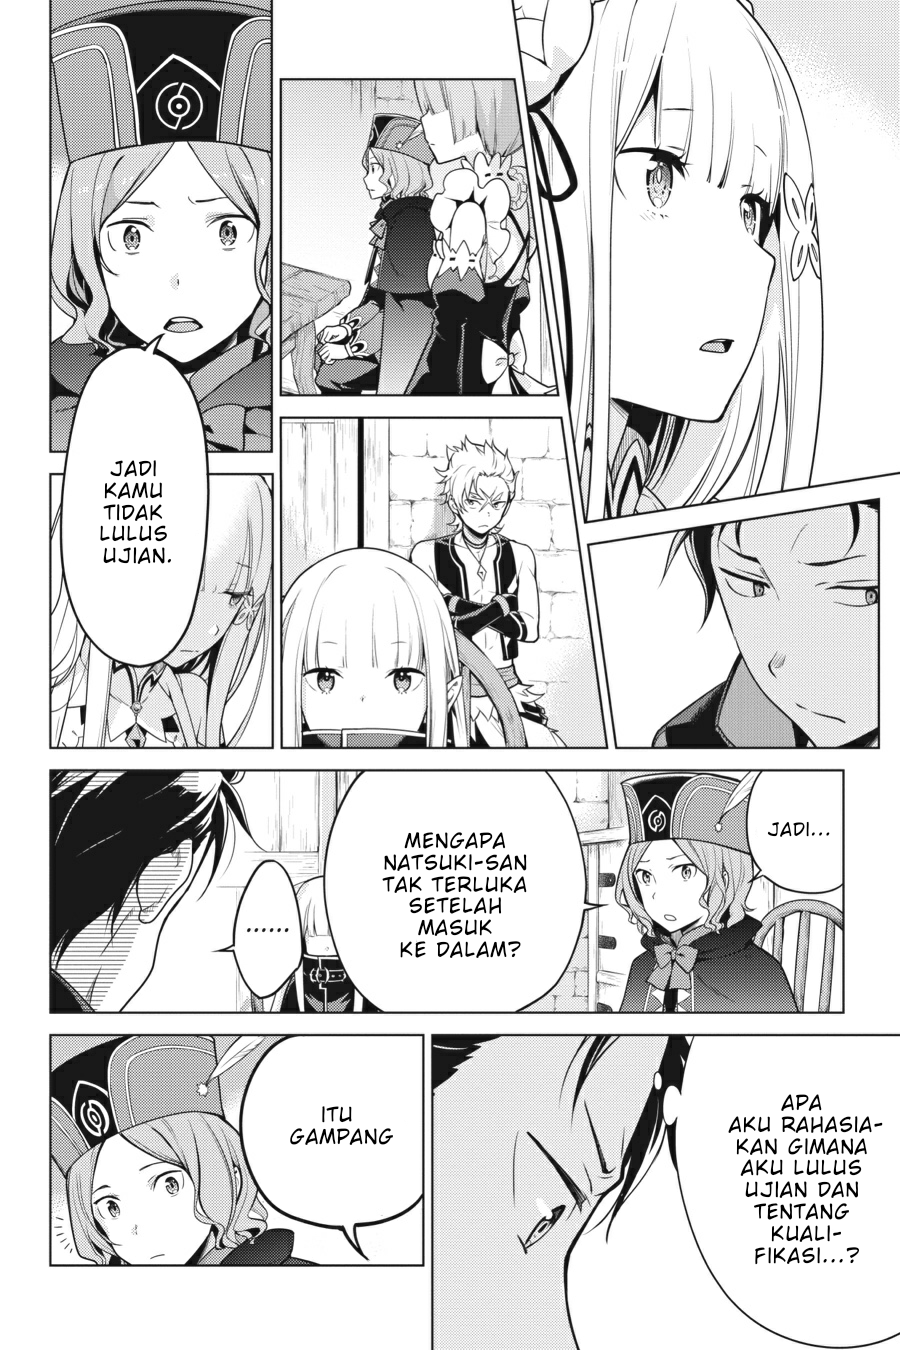 JADI
KAMU
TIDAK
LULUS
UJIAN.
JADI...
MENGAPA
NATSUKI-SAN
TAK TERLUKA
SETELAH
MASUK
KE DALAM?
......
APA
AKU RAHASIA-
KAN GIMANA
AKU LULUS
UJIAN DAN
TENTANG
KUALI-
FIKASI...?
ITU
GAMPANG